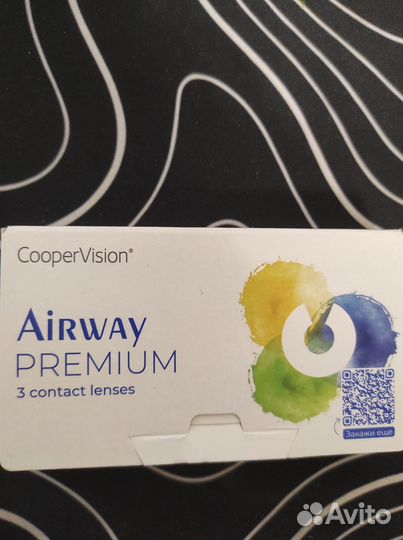 CooperVision®
AIRWAY
PREMIUM
3 contact lenses
Закажи еще
Avito